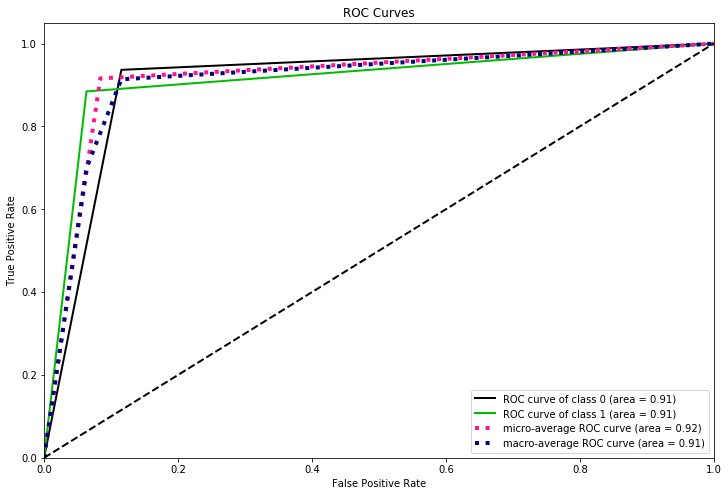 ROC Curves
True Positive Rate
1.0
0.8
0.6
0.4
0.2
0.0
0.0 0.2 0.4 0.6 0.8 1.0
False Positive Rate
ROC curve of class 0 (area = 0.91)
ROC curve of class 1 (area = 0.91)
micro-average ROC curve (area = 0.92)
macro-average ROC curve (area = 0.91)